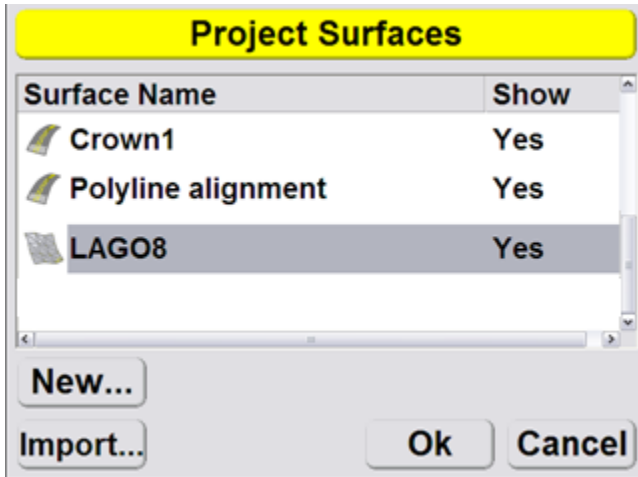 Project Surfaces
Surface Name Show
Crown1 Yes
Polyline alignment Yes
LAGO8 Yes
New...
Import... Ok Cancel